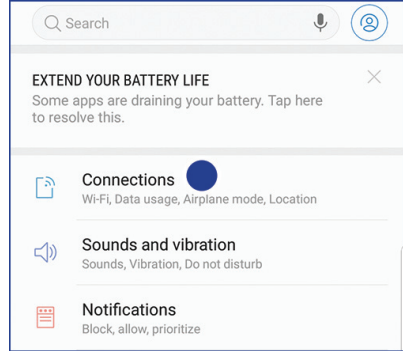 Search
EXTEND YOUR BATTERY LIFE
Some apps are draining your battery. Tap here
to resolve this.
Connections
Wi-Fi, Data usage, Airplane mode, Location
Sounds and vibration
Sounds, Vibration, Do not disturb
Notifications
Block, allow, prioritize